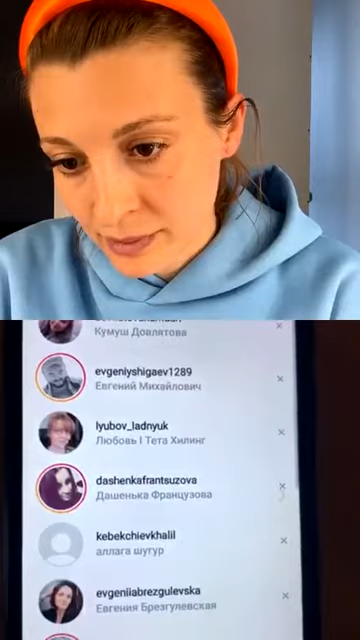 Кумуш Довлятова
evgeniyshigaev1289
Евгений Михайлович
lyubov_ladnyuk
Любовь I Тета Хилинг
dashenkafrantsuzova
Дашенька Французова
kebekchievkhalil
аллага шугур
evgeniiabrezgulevska
Евгения Брезгулевская